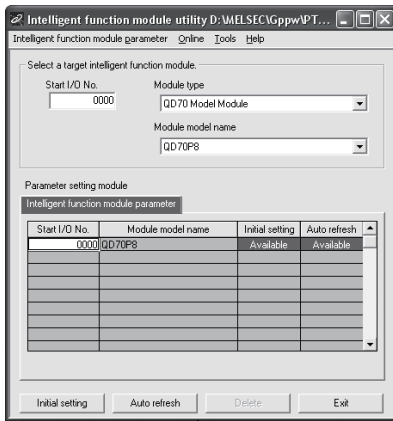 Intelligent function module utility D:\MELSEC\Gppw\PT...
Intelligent function module parameter Online Tools Help
Select a target intelligent function module.
Start I/O No. Module type
0000 QD70 Model Module
Module model name
QD70P8
Parameter setting module
Intelligent function module parameter
Start I/O No. Module model name Initial setting Auto refresh
0000 QD70P8 Available Available
Initial setting Auto refresh Delete Exit